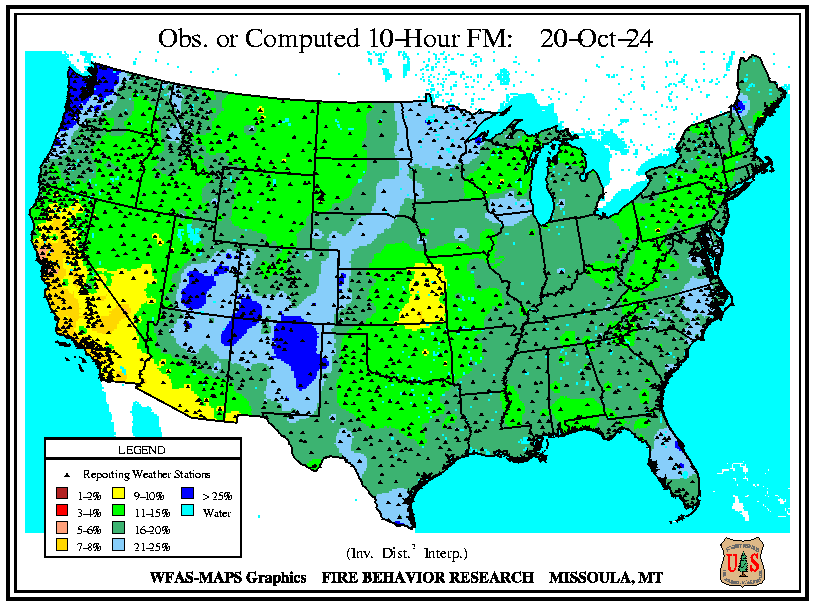 Obs. or Computed 10-Hour FM: 20-Oct-24
LEGEND
Reporting Weather Stations
1-2% 9-10% > 25%
3-4% 11-15% Water
5-6% 16-20%
7-8% 21-25%
(Inv. Dist.² Interp.)
WFAS-MAPS Graphics FIRE BEHAVIOR RESEARCH MISSOULA, MT
U S